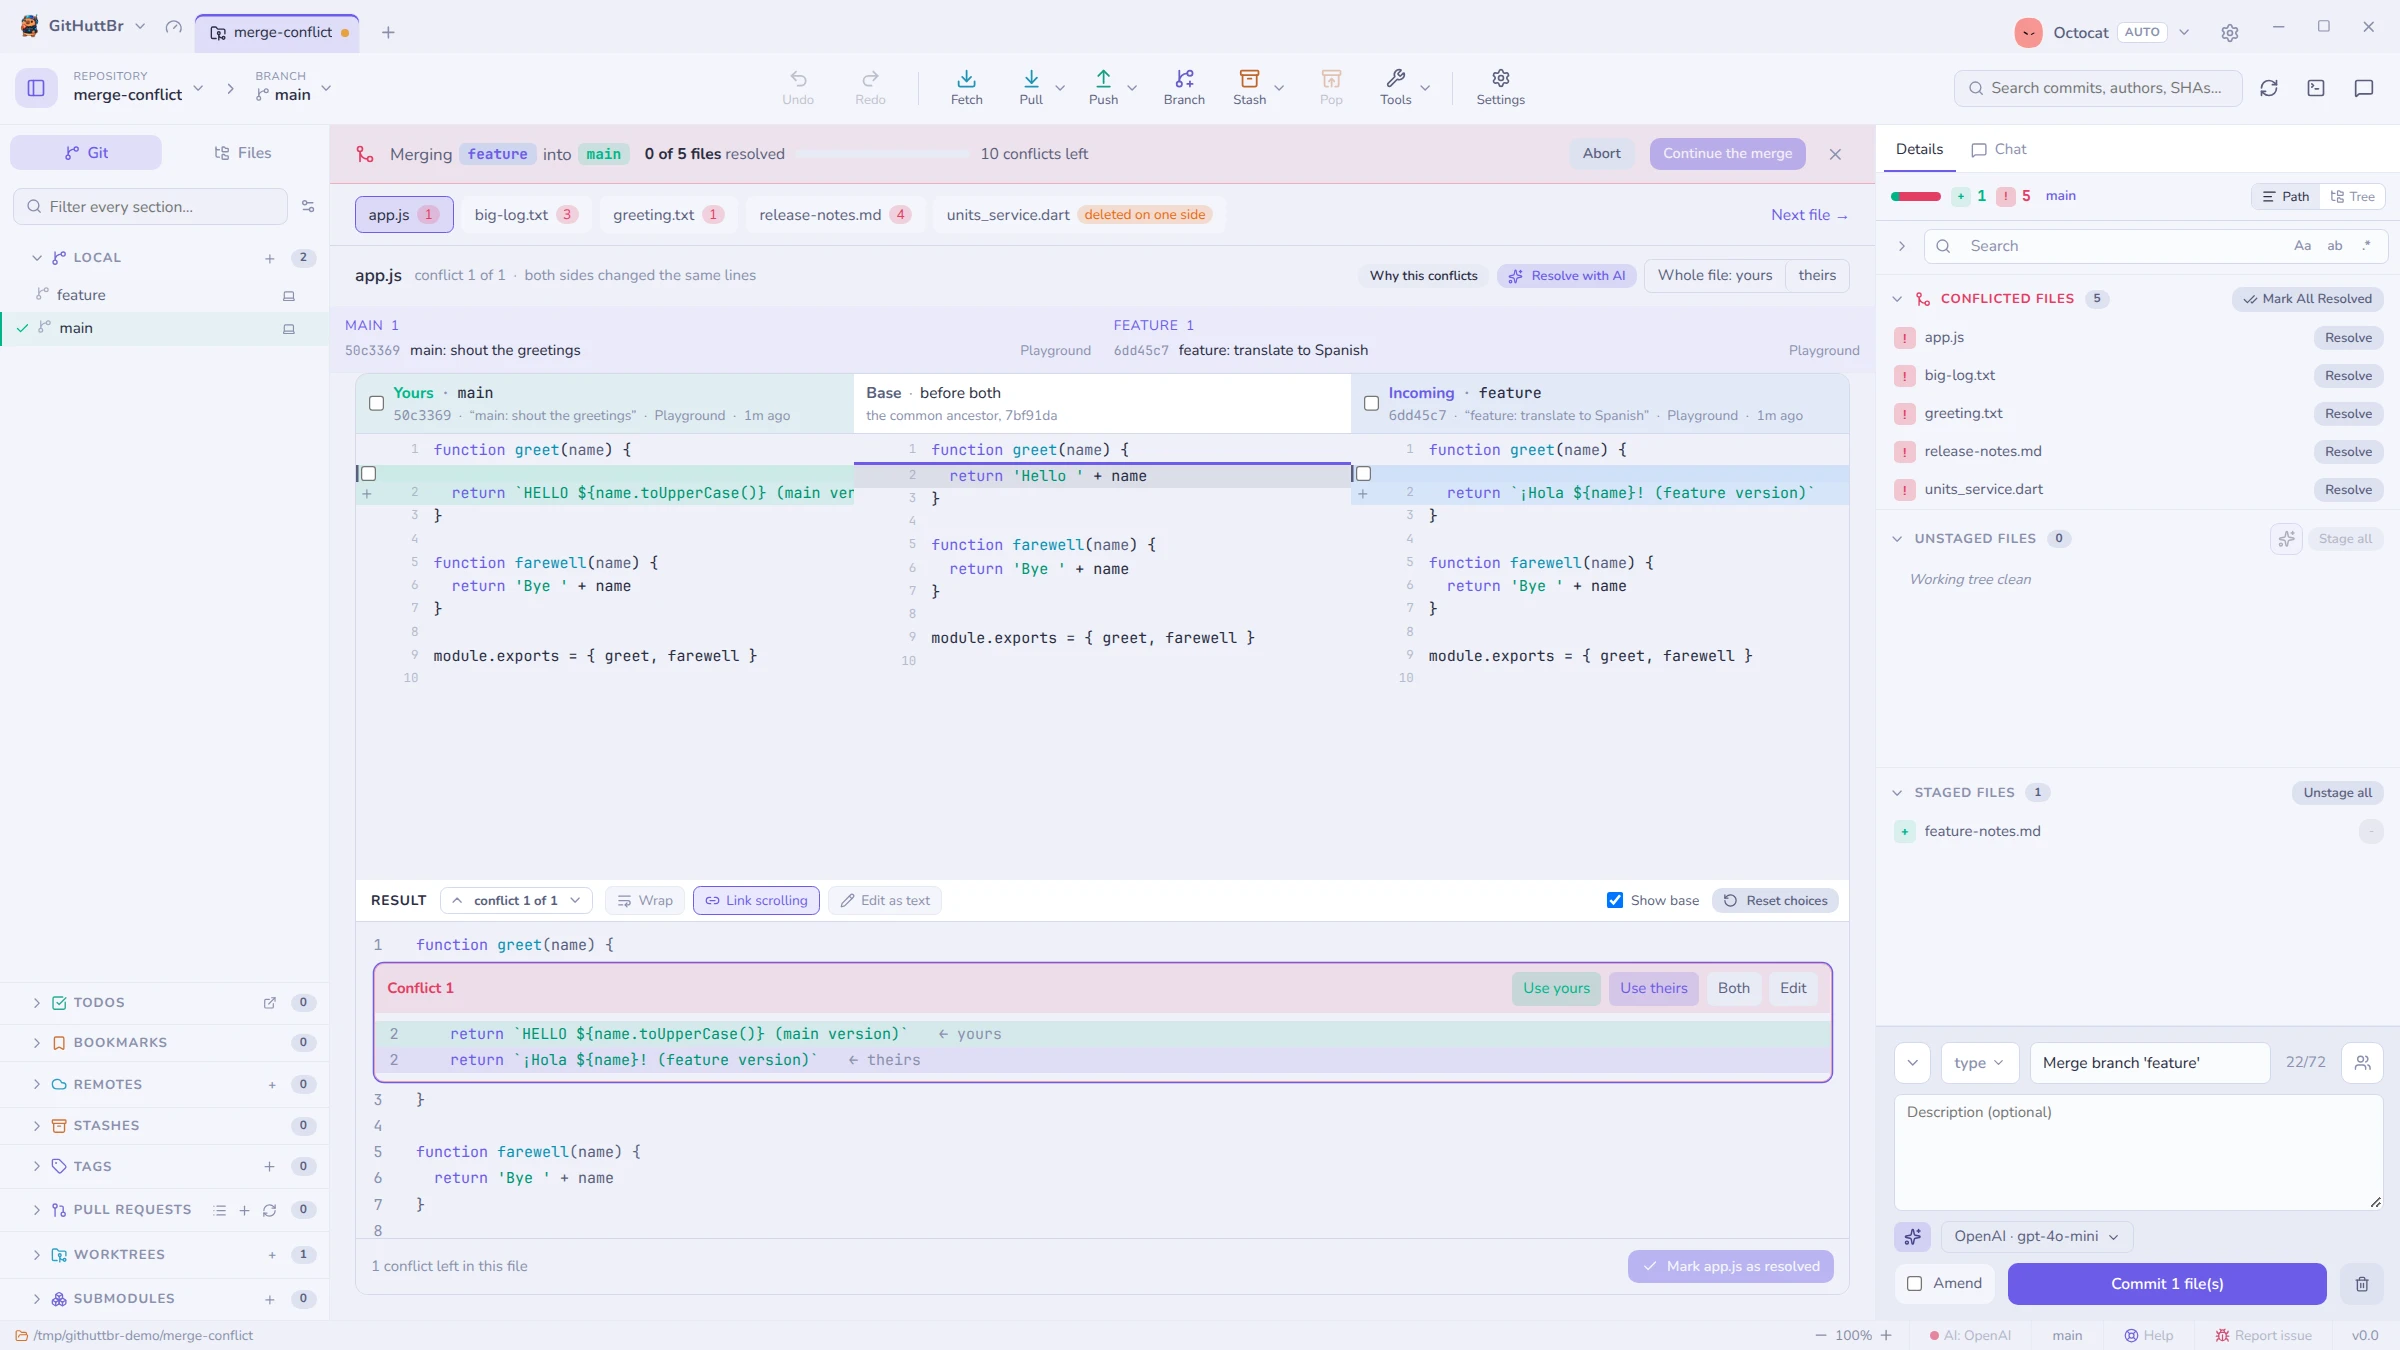 GitHuttBr
merge-conflict
Octocat AUTO
REPOSITORY
merge-conflict
BRANCH
main
Undo
Redo
Fetch
Pull
Push
Branch
Stash
Pop
Tools
Settings
Search commits, authors, SHAs...
Git
Files
Filter every section...
LOCAL 2
feature
main
TODOS 0
BOOKMARKS 0
REMOTES + 0
STASHES 0
TAGS + 0
PULL REQUESTS + 0
WORKTREES + 1
SUBMODULES + 0
Merging feature into main 0 of 5 files resolved 10 conflicts left
Abort
Continue the merge
app.js 1
big-log.txt 3
greeting.txt 1
release-notes.md 4
units_service.dart deleted on one side
Next file →
app.js conflict 1 of 1 · both sides changed the same lines
Why this conflicts
Resolve with AI
Whole file: yours
theirs
MAIN 1
50c3369 main: shout the greetings Playground
FEATURE 1
6dd45c7 feature: translate to Spanish Playground
Yours · main
50c3369 · “main: shout the greetings” · Playground · 1m ago
1 function greet(name) {
+ 2 return `HELLO ${name.toUpperCase()} (main ver
3 }
4
5 function farewell(name) {
6 return 'Bye ' + name
7 }
8
9 module.exports = { greet, farewell }
10
Base · before both
the common ancestor, 7bf91da
1 function greet(name) {
2 return 'Hello ' + name
3 }
4
5 function farewell(name) {
6 return 'Bye ' + name
7 }
8
9 module.exports = { greet, farewell }
10
Incoming · feature
6dd45c7 · “feature: translate to Spanish” · Playground · 1m ago
1 function greet(name) {
+ 2 return `¡Hola ${name}! (feature version)`
3 }
4
5 function farewell(name) {
6 return 'Bye ' + name
7 }
8
9 module.exports = { greet, farewell }
10
RESULT
conflict 1 of 1
Wrap
Link scrolling
Edit as text
Show base
Reset choices
1 function greet(name) {
Conflict 1
Use yours
Use theirs
Both
Edit
2 return `HELLO ${name.toUpperCase()} (main version)` ← yours
2 return `¡Hola ${name}! (feature version)` ← theirs
3 }
4
5 function farewell(name) {
6 return 'Bye ' + name
7 }
8
1 conflict left in this file
Mark app.js as resolved
Details
Chat
+ 1 ! 5 main
Path
Tree
Search
Aa ab .*
CONFLICTED FILES 5
Mark All Resolved
! app.js Resolve
! big-log.txt Resolve
! greeting.txt Resolve
! release-notes.md Resolve
! units_service.dart Resolve
UNSTAGED FILES 0
Stage all
Working tree clean
STAGED FILES 1
Unstage all
+ feature-notes.md -
type
Merge branch 'feature'
22/72
Description (optional)
OpenAI · gpt-4o-mini
Amend
Commit 1 file(s)
/tmp/githuttbr-demo/merge-conflict
— 100% +
AI: OpenAI
main
Help
Report issue
v0.0